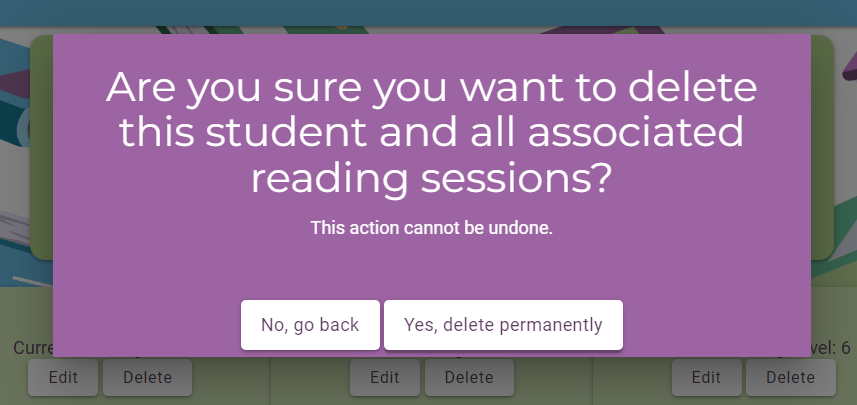 Are you sure you want to delete
this student and all associated
reading sessions?
This action cannot be undone.
No, go back Yes, delete permanently
6
Edit Delete Edit Delete Edit Delete